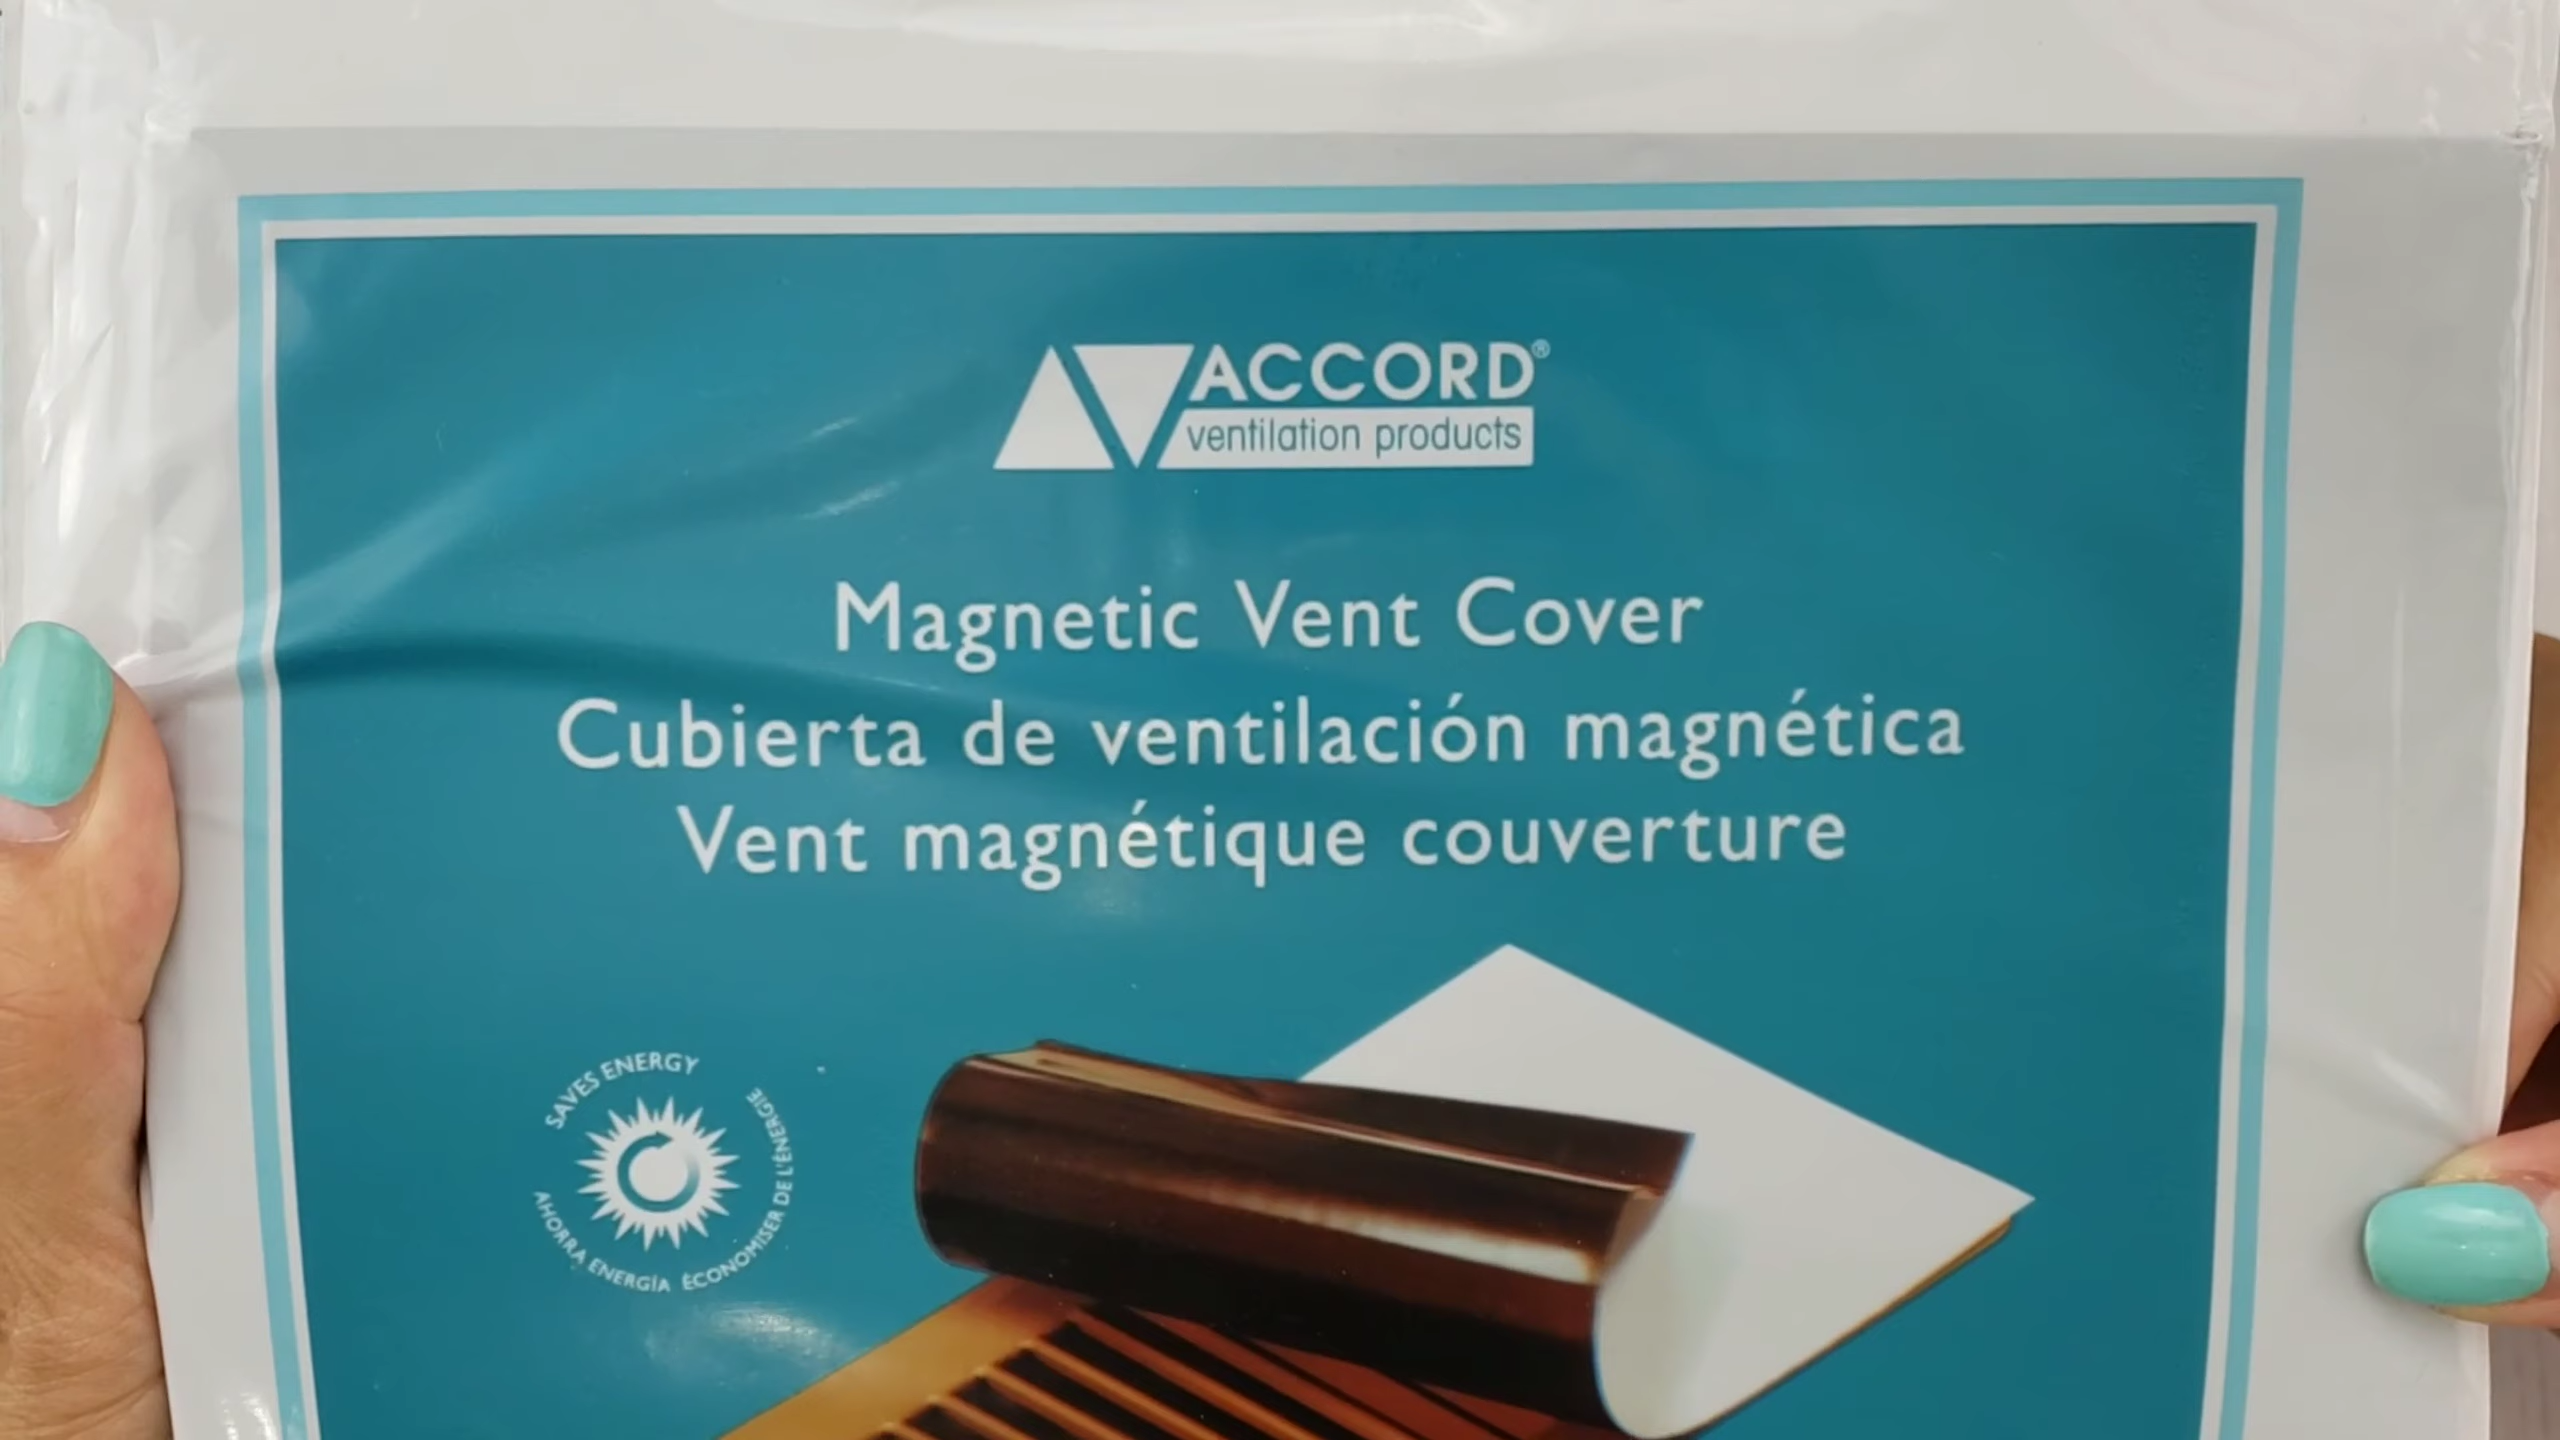 ACCORD®
ventilation products
Magnetic Vent Cover
Cubierta de ventilación magnética
Vent magnétique couverture
SAVES ENERGY
AHORRA ENERGÍA
ÉCONOMISER DE L'ÉNERGIE